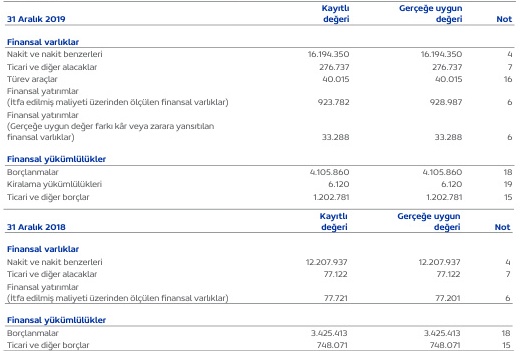 Kayıtlı Gerçeğe uygun
31 Aralık 2019 değeri değeri Not
Finansal varlıklar
Nakit ve nakit benzerleri 16.194.350 16.194.350 4
Ticari ve diğer alacaklar 276.737 276.737 7
Türev araçlar 40.015 40.015 16
Finansal yatırımlar
(İtfa edilmiş maliyeti üzerinden ölçülen finansal varlıklar) 923.782 928.987 6
Finansal yatırımlar
(Gerçeğe uygun değer farkı kâr veya zarara yansıtılan
finansal varlıklar) 33.288 33.288 6
Finansal yükümlülükler
Borçlanmalar 4.105.860 4.105.860 18
Kiralama yükümlülükleri 6.120 6.120 19
Ticari ve diğer borçlar 1.202.781 1.202.781 15
Kayıtlı Gerçeğe uygun
31 Aralık 2018 değeri değeri Not
Finansal varlıklar
Nakit ve nakit benzerleri 12.207.937 12.207.937 4
Ticari ve diğer alacaklar 77.122 77.122 7
Finansal yatırımlar
(İtfa edilmiş maliyeti üzerinden ölçülen finansal varlıklar) 77.721 77.201 6
Finansal yükümlülükler
Borçlanmalar 3.425.413 3.425.413 18
Ticari ve diğer borçlar 748.071 748.071 15